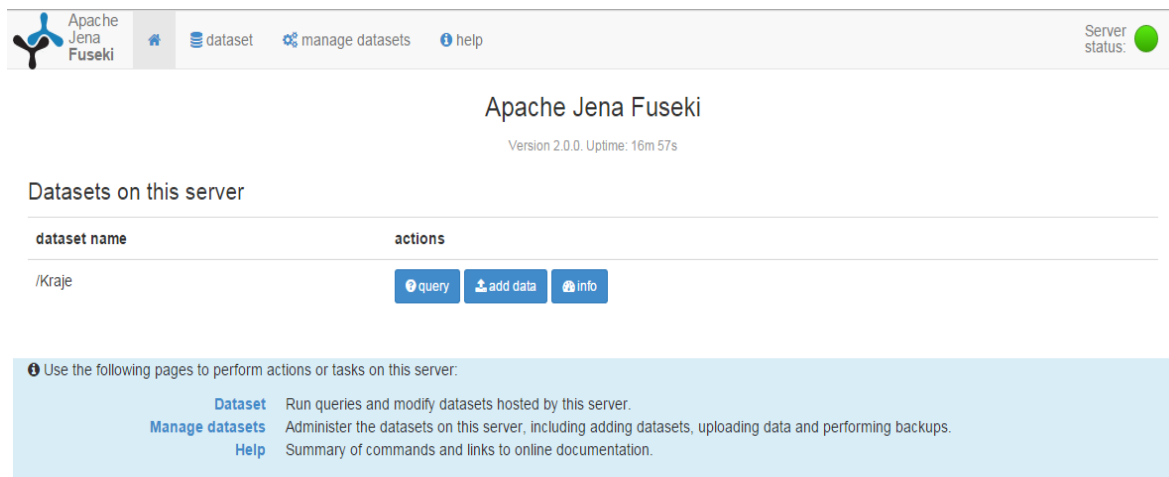 Apache
Jena
Fuseki
dataset
manage datasets
help
Server
status:
Apache Jena Fuseki
Version 2.0.0. Uptime: 16m 57s
Datasets on this server
dataset name actions
/Kraje query add data info
Use the following pages to perform actions or tasks on this server:
Dataset Run queries and modify datasets hosted by this server.
Manage datasets Administer the datasets on this server, including adding datasets, uploading data and performing backups.
Help Summary of commands and links to online documentation.